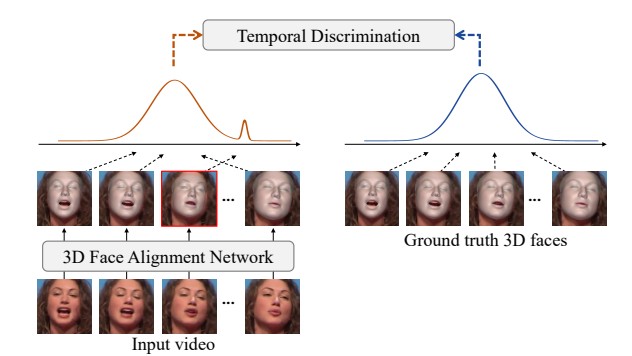 Temporal Discrimination
...
...
Ground truth 3D faces
3D Face Alignment Network
...
Input video